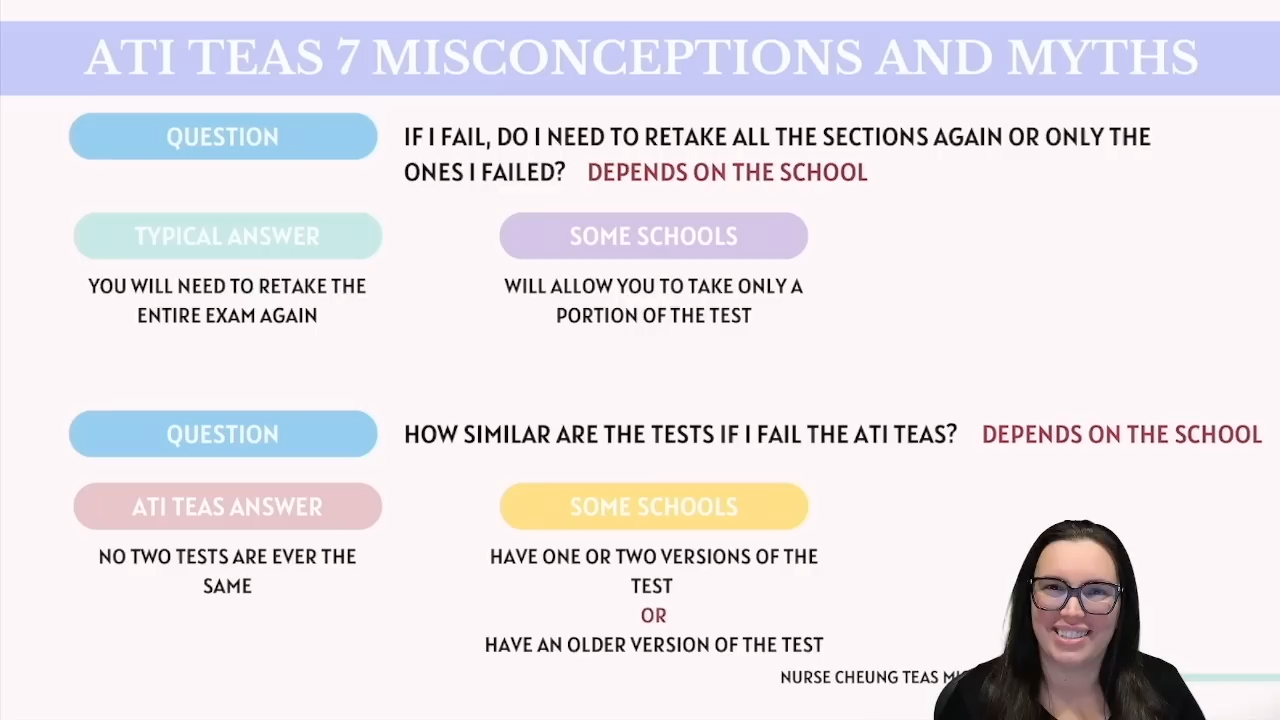 ATI TEAS 7 MISCONCEPTIONS AND MYTHS
QUESTION
IF I FAIL, DO I NEED TO RETAKE ALL THE SECTIONS AGAIN OR ONLY THE
ONES I FAILED? DEPENDS ON THE SCHOOL
TYPICAL ANSWER
YOU WILL NEED TO RETAKE THE
ENTIRE EXAM AGAIN
SOME SCHOOLS
WILL ALLOW YOU TO TAKE ONLY A
PORTION OF THE TEST
QUESTION
HOW SIMILAR ARE THE TESTS IF I FAIL THE ATI TEAS? DEPENDS ON THE SCHOOL
ATI TEAS ANSWER
NO TWO TESTS ARE EVER THE
SAME
SOME SCHOOLS
HAVE ONE OR TWO VERSIONS OF THE
TEST
OR
HAVE AN OLDER VERSION OF THE TEST
NURSE CHEUNG TEAS